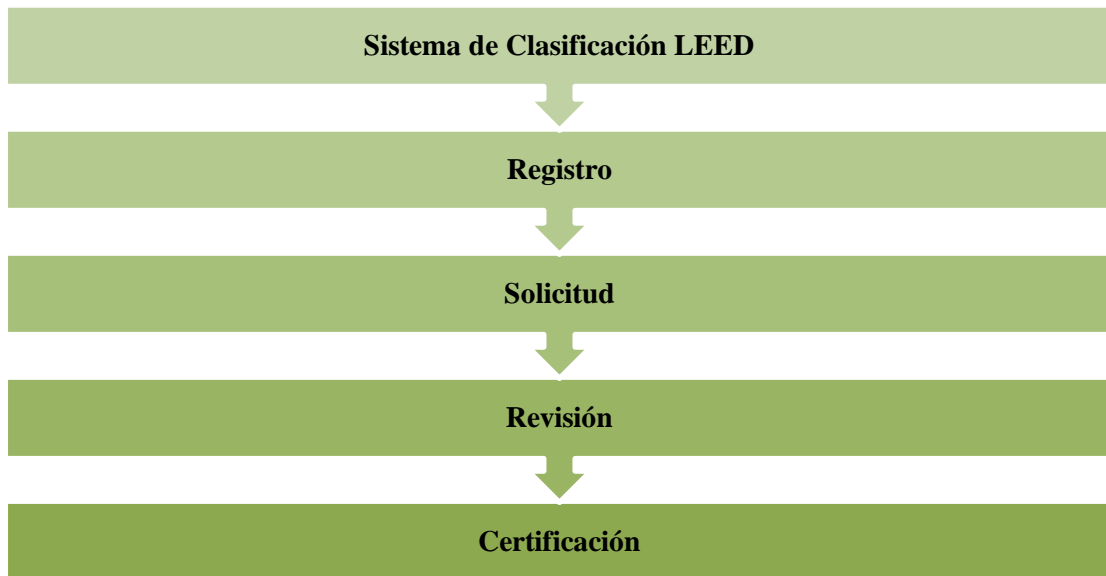 Sistema de Clasificación LEED
Registro
Solicitud
Revisión
Certificación